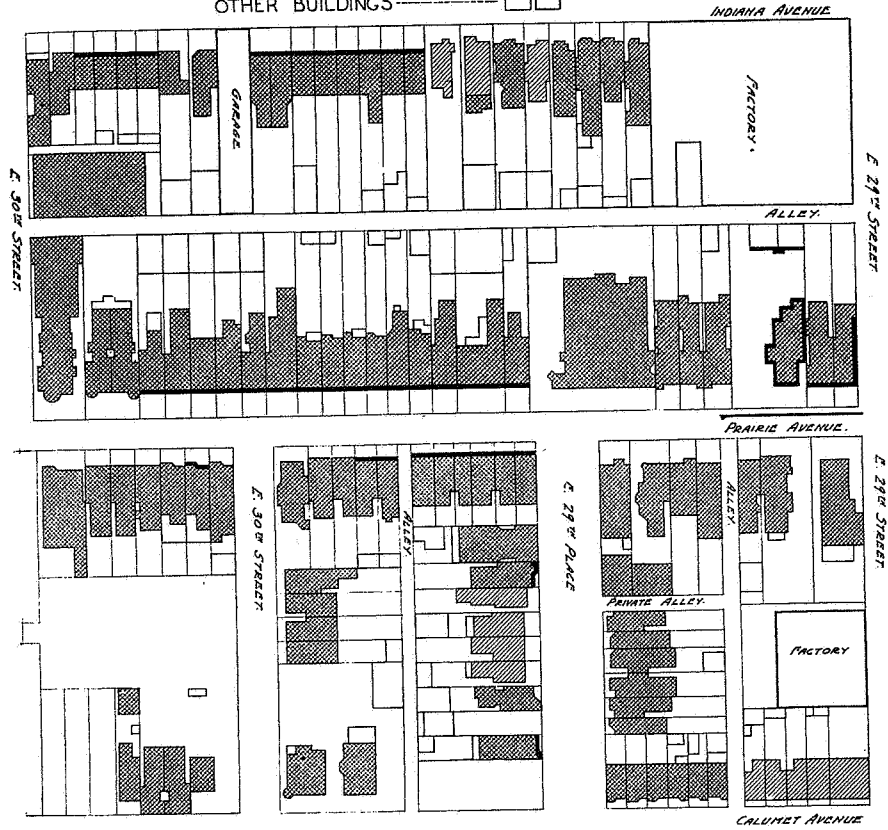 OTHER BUILDINGS
INDIANA AVENUE
GARAGE
FACTORY.
E. 30TH STREET.
E. 29TH STREET
ALLEY.
PRAIRIE AVENUE.
E. 30TH STREET.
ALLEY.
E. 29TH PLACE
ALLEY.
E. 29TH STREET.
PRIVATE ALLEY.
FACTORY
CALUMET AVENUE